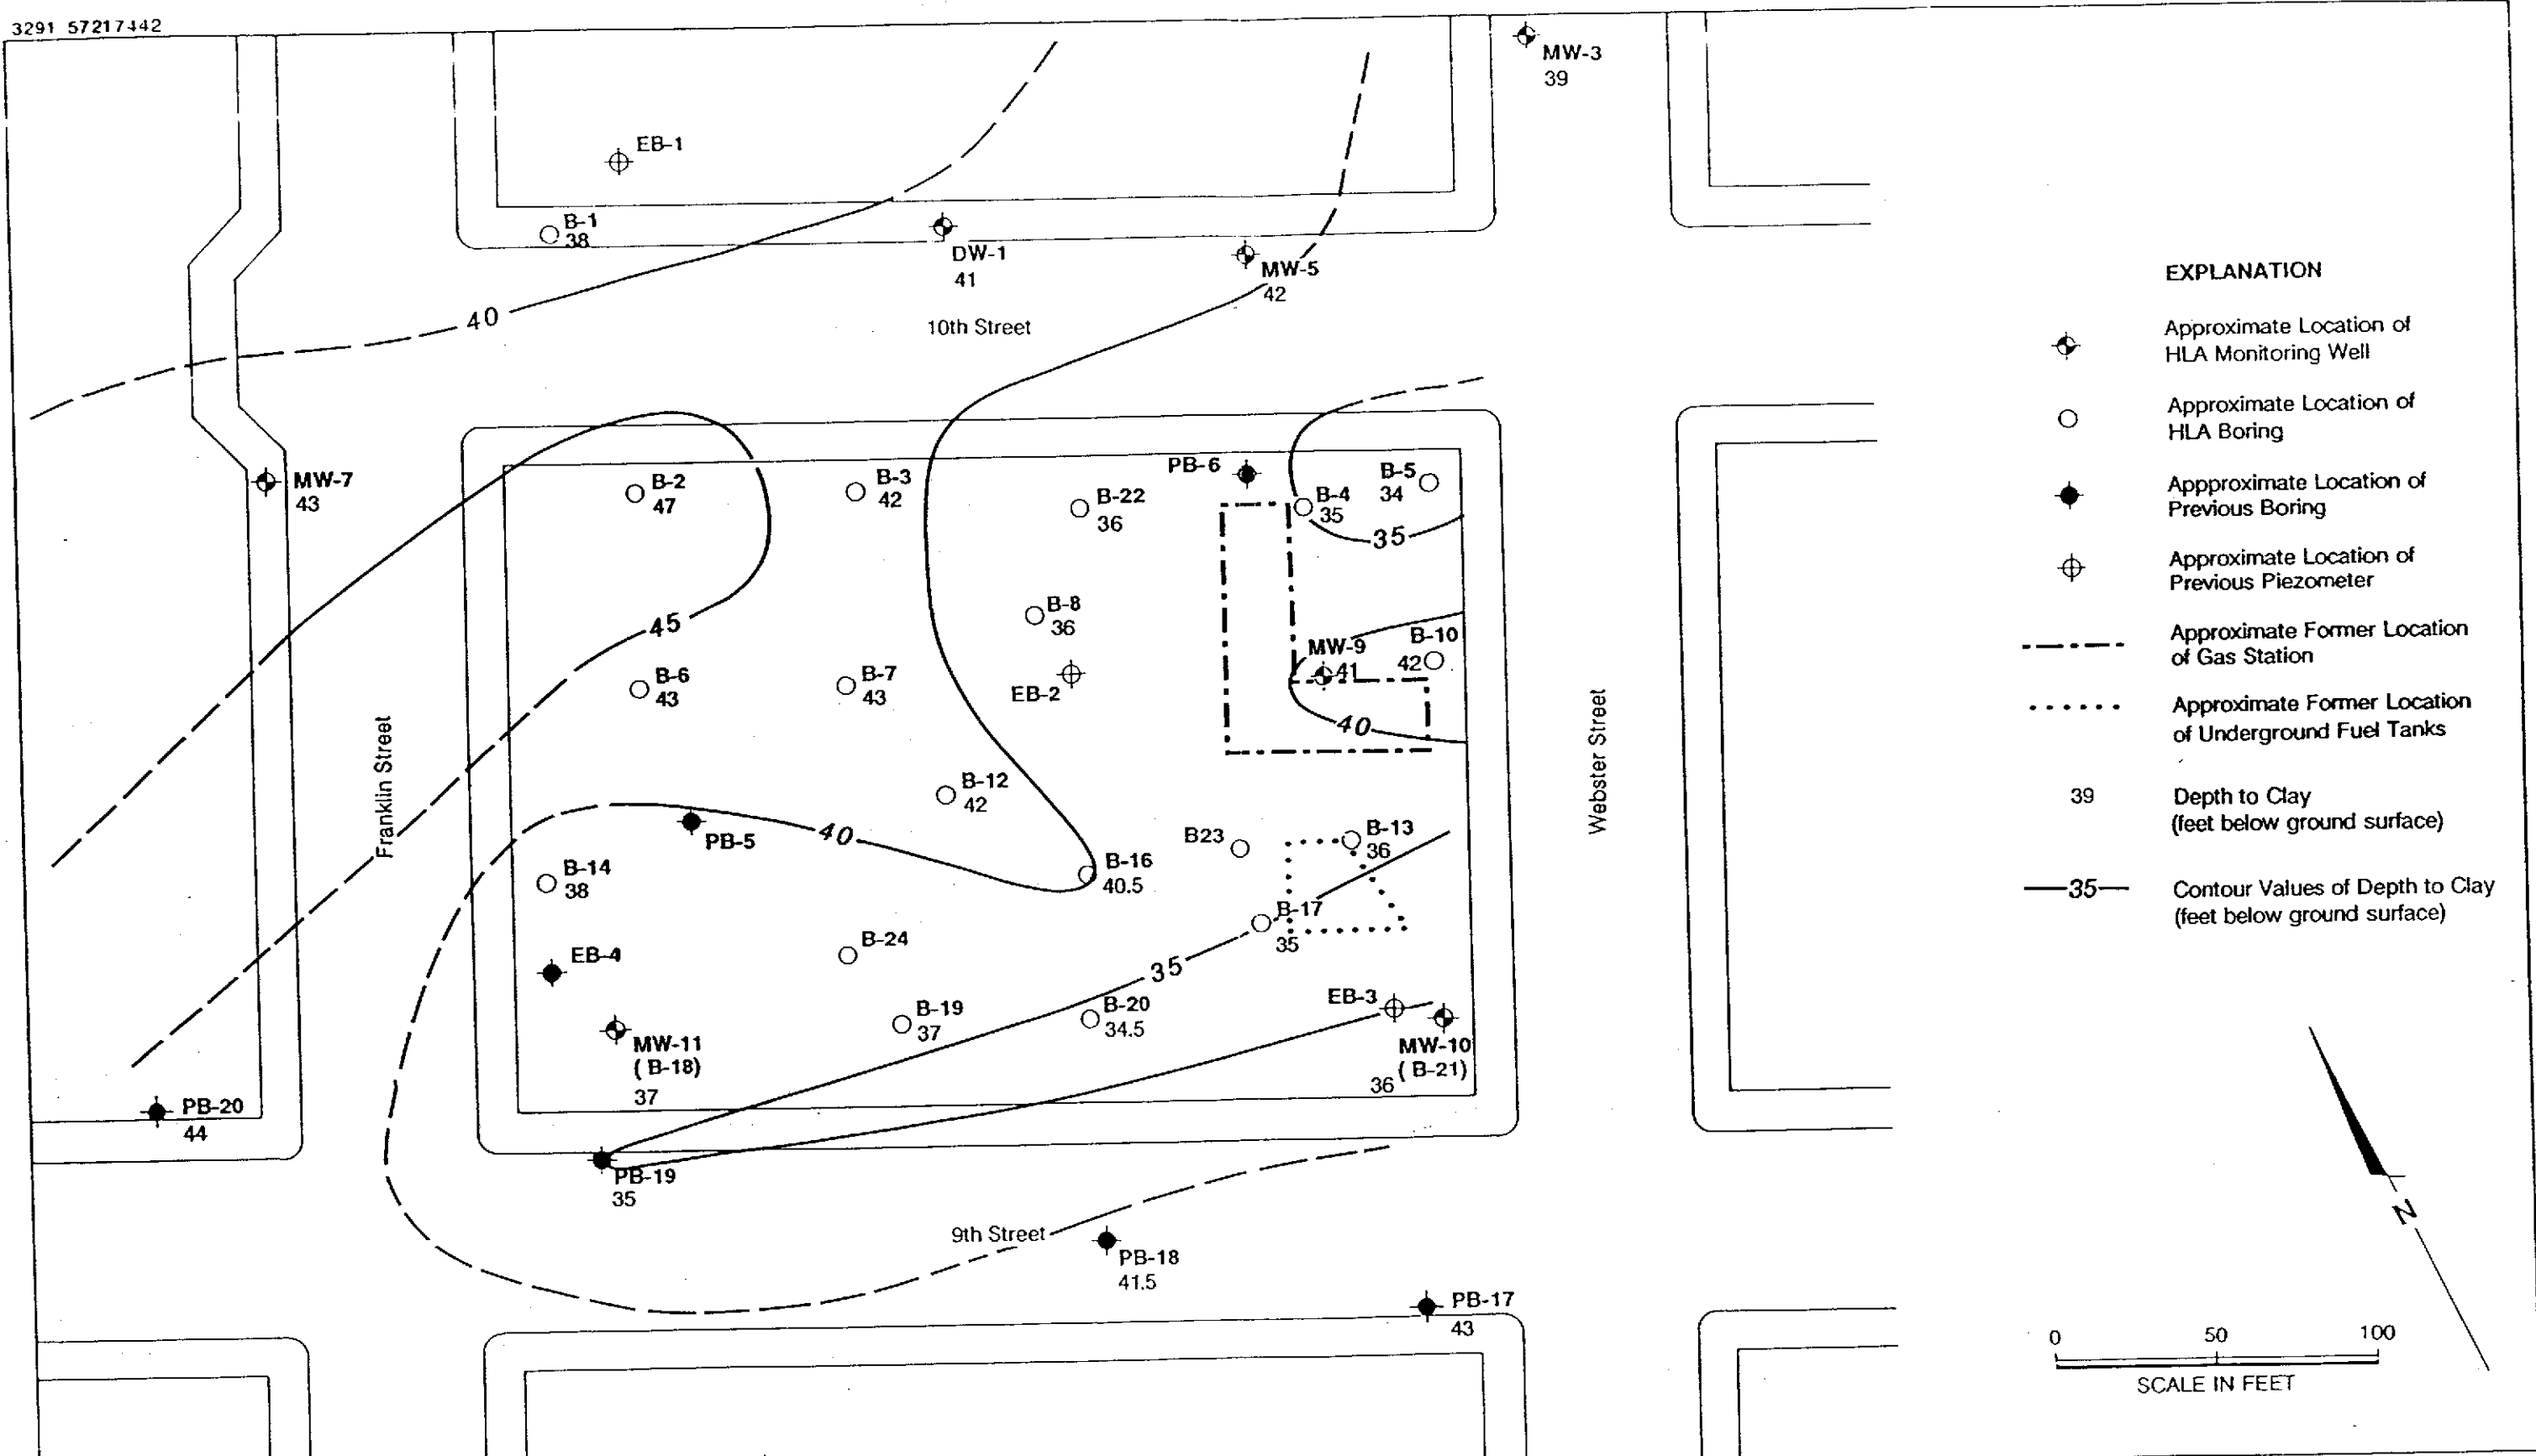 3291 57217442
MW-3
39
EB-1
B-1
38
DW-1
41
MW-5
42
40
10th Street
MW-7
43
B-2
47
B-3
42
B-22
36
PB-6
B-4
35
B-5
34
35
45
B-8
36
B-6
43
B-7
43
EB-2
MW-9
41
B-10
42
40
Franklin Street
Webster Street
B-12
42
PB-5
40
B23
B-13
36
B-14
38
B-16
40.5
B-17
35
EB-4
B-24
35
B-19
37
B-20
34.5
EB-3
MW-11
( B-18)
37
MW-10
( B-21)
36
PB-20
44
PB-19
35
9th Street
PB-18
41.5
PB-17
43
EXPLANATION
Approximate Location of
HLA Monitoring Well
Approximate Location of
HLA Boring
Appproximate Location of
Previous Boring
Approximate Location of
Previous Piezometer
Approximate Former Location
of Gas Station
Approximate Former Location
of Underground Fuel Tanks
39
Depth to Clay
(feet below ground surface)
35
Contour Values of Depth to Clay
(feet below ground surface)
N
0 50 100
SCALE IN FEET